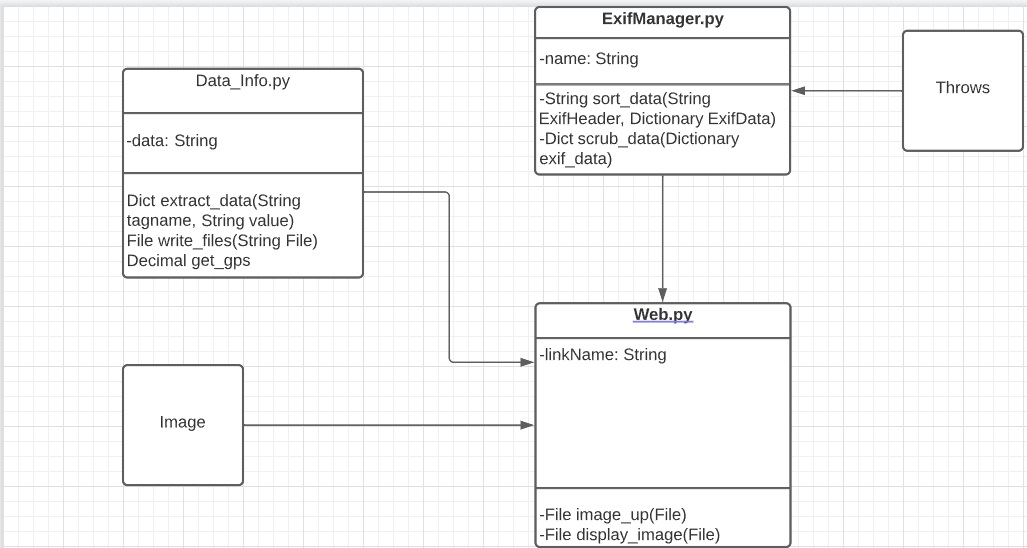 ExifManager.py
-name: String
-String sort_data(String
ExifHeader, Dictionary ExifData)
-Dict scrub_data(Dictionary
exif_data)
Throws
Data_Info.py
-data: String
Dict extract_data(String
tagname, String value)
File write_files(String File)
Decimal get_gps
Web.py
-linkName: String
-File image_up(File)
-File display_image(File)
Image